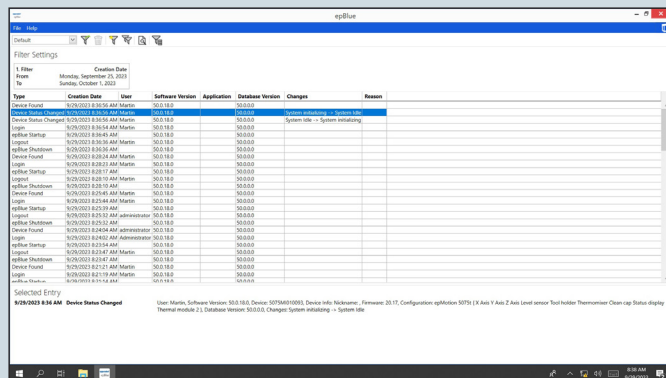 epBlue
File Help
Default
Filter Settings
1. Filter Creation Date
From Monday, September 25, 2023
To Sunday, October 1, 2023
Type Creation Date User Software Version Application Database Version Changes Reason
Device Found 9/29/2023 8:36:56 AM Martin 50.0.18.0 50.0.0.0
Device Status Changed 9/29/2023 8:36:56 AM Martin 50.0.18.0 50.0.0.0 System initializing -> System Idle
Device Status Changed 9/29/2023 8:36:56 AM Martin 50.0.18.0 50.0.0.0 System Idle -> System initializing
Login 9/29/2023 8:36:54 AM Martin 50.0.18.0 50.0.0.0
epBlue Startup 9/29/2023 8:36:45 AM 50.0.18.0 50.0.0.0
Logout 9/29/2023 8:36:36 AM Martin 50.0.18.0 50.0.0.0
epBlue Shutdown 9/29/2023 8:36:36 AM 50.0.18.0 50.0.0.0
Device Found 9/29/2023 8:28:24 AM Martin 50.0.18.0 50.0.0.0
Login 9/29/2023 8:28:23 AM Martin 50.0.18.0 50.0.0.0
epBlue Startup 9/29/2023 8:28:17 AM 50.0.18.0 50.0.0.0
Logout 9/29/2023 8:28:10 AM Martin 50.0.18.0 50.0.0.0
epBlue Shutdown 9/29/2023 8:28:10 AM 50.0.18.0 50.0.0.0
Device Found 9/29/2023 8:25:45 AM Martin 50.0.18.0 50.0.0.0
Login 9/29/2023 8:25:44 AM Martin 50.0.18.0 50.0.0.0
epBlue Startup 9/29/2023 8:25:39 AM 50.0.18.0 50.0.0.0
Logout 9/29/2023 8:25:32 AM administrator 50.0.18.0 50.0.0.0
epBlue Shutdown 9/29/2023 8:25:32 AM 50.0.18.0 50.0.0.0
Device Found 9/29/2023 8:24:04 AM administrator 50.0.18.0 50.0.0.0
Login 9/29/2023 8:24:02 AM Administrator 50.0.18.0 50.0.0.0
epBlue Startup 9/29/2023 8:23:54 AM 50.0.18.0 50.0.0.0
Logout 9/29/2023 8:23:47 AM Martin 50.0.18.0 50.0.0.0
epBlue Shutdown 9/29/2023 8:23:47 AM 50.0.18.0 50.0.0.0
Device Found 9/29/2023 8:21:21 AM Martin 50.0.18.0 50.0.0.0
Login 9/29/2023 8:21:19 AM Martin 50.0.18.0 50.0.0.0
epBlue Startup 9/29/2023 8:21:14 AM 50.0.18.0 50.0.0.0
Selected Entry
9/29/2023 8:36 AM Device Status Changed User: Martin, Software Version: 50.0.18.0, Device: 5075MI010093, Device Info: Nickname: , Firmware: 20.17, Configuration: epMotion 5075t ( X Axis Y Axis Z Axis Level sensor Tool holder Thermomixer Clean cap Status display
Thermal module 2 ), Database Version: 50.0.0.0, Changes: System initializing -> System Idle
8:38 AM
9/29/2023